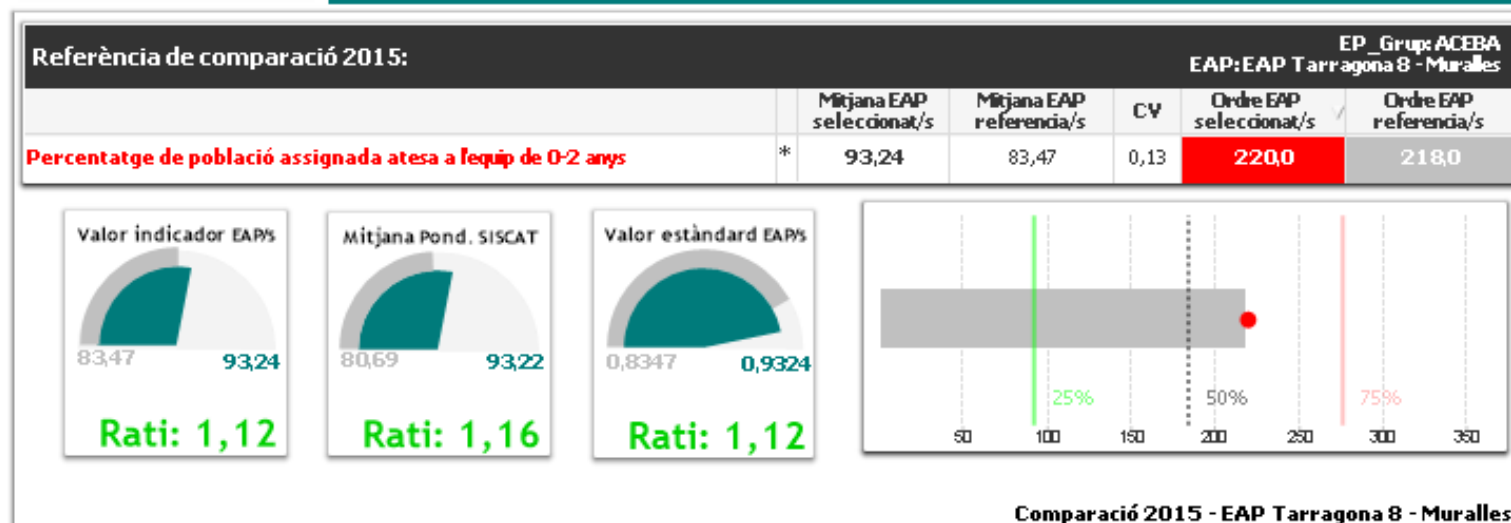 Referència de comparació 2015:
EP_Grup: ACEBA
EAP: EAP Tarragona 8 - Muralles
Mitjana EAP seleccionat/s
Mitjana EAP referencia/s
CV
Ordre EAP seleccionat/s
Ordre EAP referencia/s
Percentatge de població assignada atesa a l'equip de 0-2 anys * 93,24 83,47 0,13 220,0 218,0
Valor indicador EAP/s
83,47 93,24
Rati: 1,12
Mitjana Pond. SISCAT
80,69 93,22
Rati: 1,16
Valor estàndard EAP/s
0,8347 0,9324
Rati: 1,12
25% 50% 75%
50 100 150 200 250 300 350
Comparació 2015 - EAP Tarragona 8 - Muralles